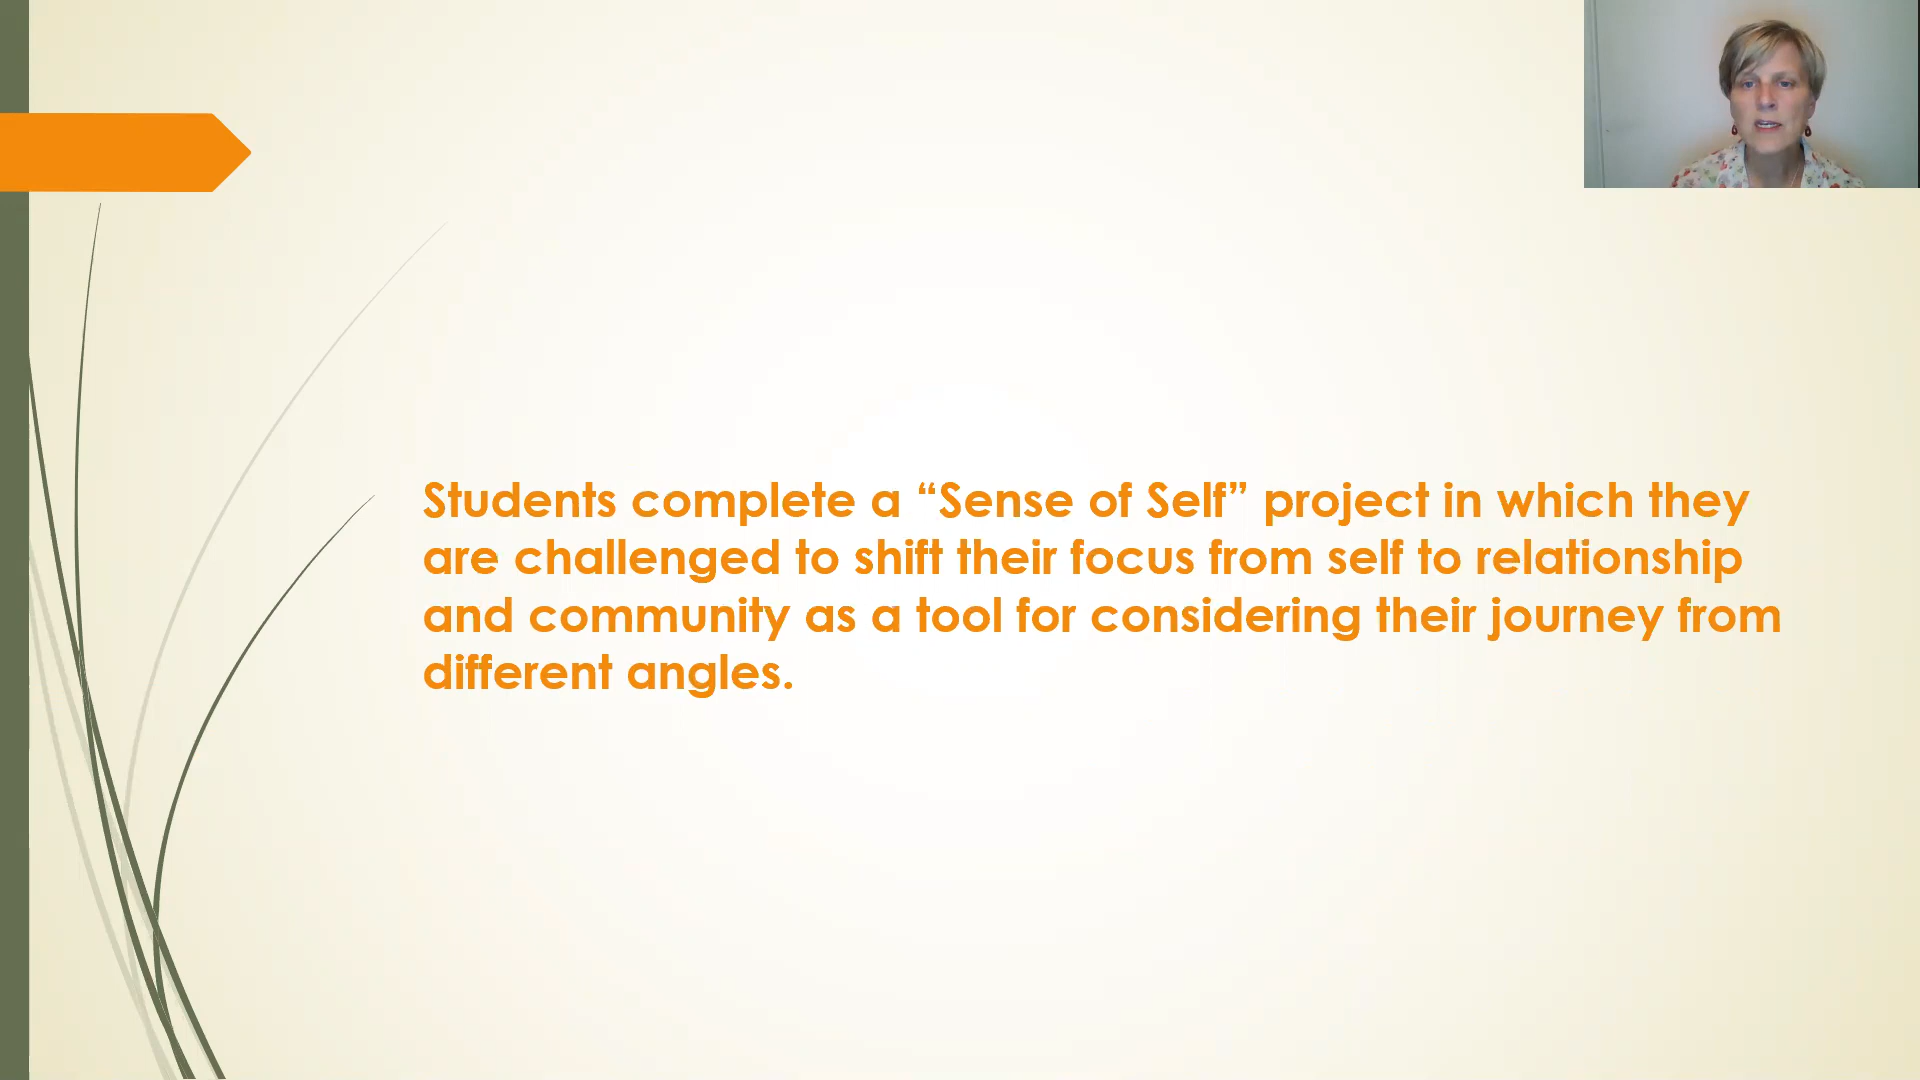 Students complete a “Sense of Self” project in which they
are challenged to shift their focus from self to relationship
and community as a tool for considering their journey from
different angles.